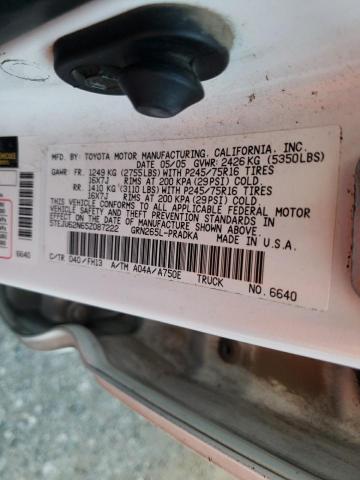 MFD. BY: TOYOTA MOTOR MANUFACTURING, CALIFORNIA, INC.
DATE 05/05 GVWR: 2426 KG (5350LBS)
GAWR: FR. 1249 KG (2755LBS) WITH P245/75R16 TIRES
16X7J RIMS AT 200 KPA (29PSI) COLD.
RR: 1410 KG (3110LBS) WITH P245/75R16 TIRES
16X7J RIMS AT 200 KPA (29PSI) COLD.
THIS VEHICLE CONFORMS TO ALL APPLICABLE FEDERAL MOTOR
VEHICLE SAFETY AND THEFT PREVENTION STANDARDS IN
EFFECT ON THE DATE OF MANUFACTURE SHOWN ABOVE.
5TEJU62N65Z087222 GRN265L-PRADKA MADE IN U.S.A.
C/TR 040/FH13 A/TM A04A/A750E TRUCK NO. 6640
6640